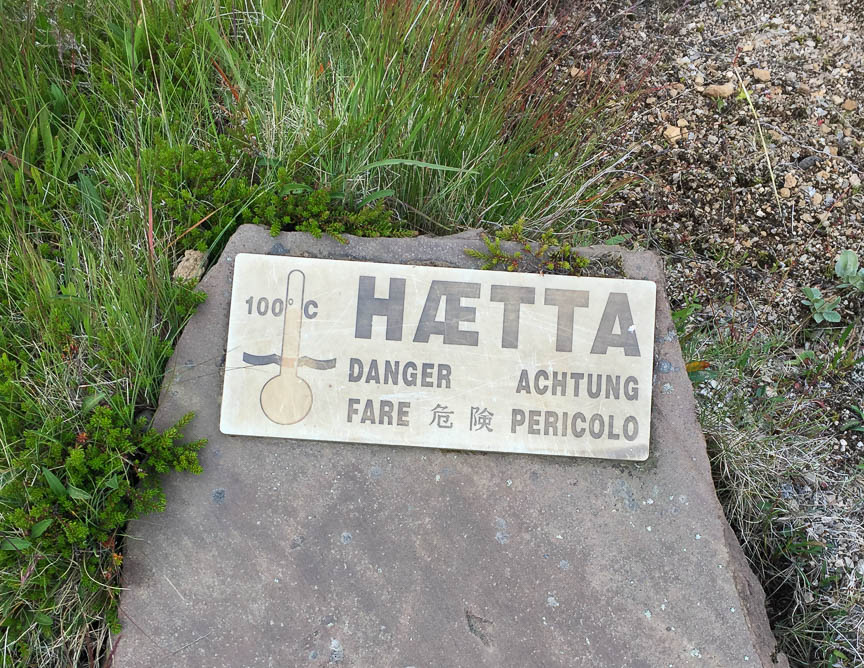 100°C
HÆTTA
DANGER ACHTUNG
FARE 危険 PERICOLO